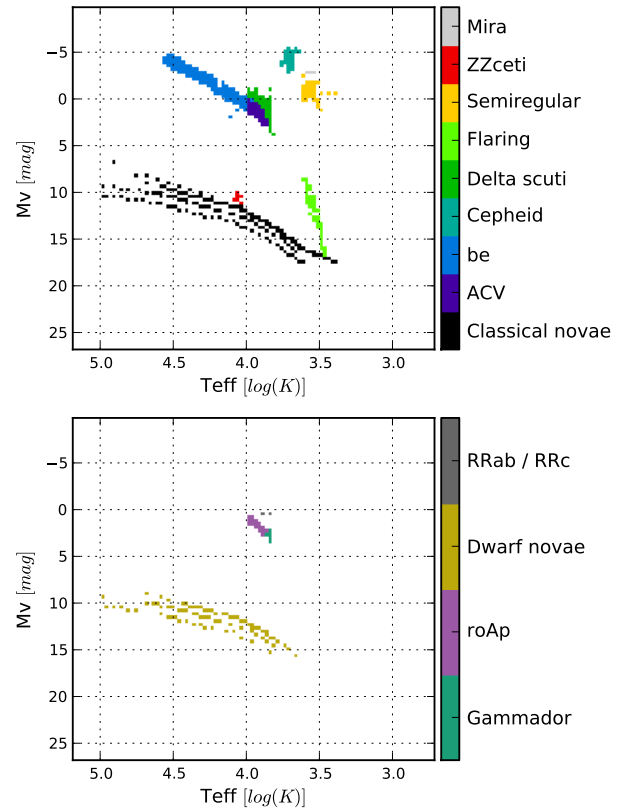 −5
0
5
10
15
20
25
Mv [mag]
5.0 4.5 4.0 3.5 3.0
Teff [log(K)]
Mira
ZZceti
Semiregular
Flaring
Delta scuti
Cepheid
be
ACV
Classical novae
−5
0
5
10
15
20
25
Mv [mag]
5.0 4.5 4.0 3.5 3.0
Teff [log(K)]
RRab / RRc
Dwarf novae
roAp
Gammador